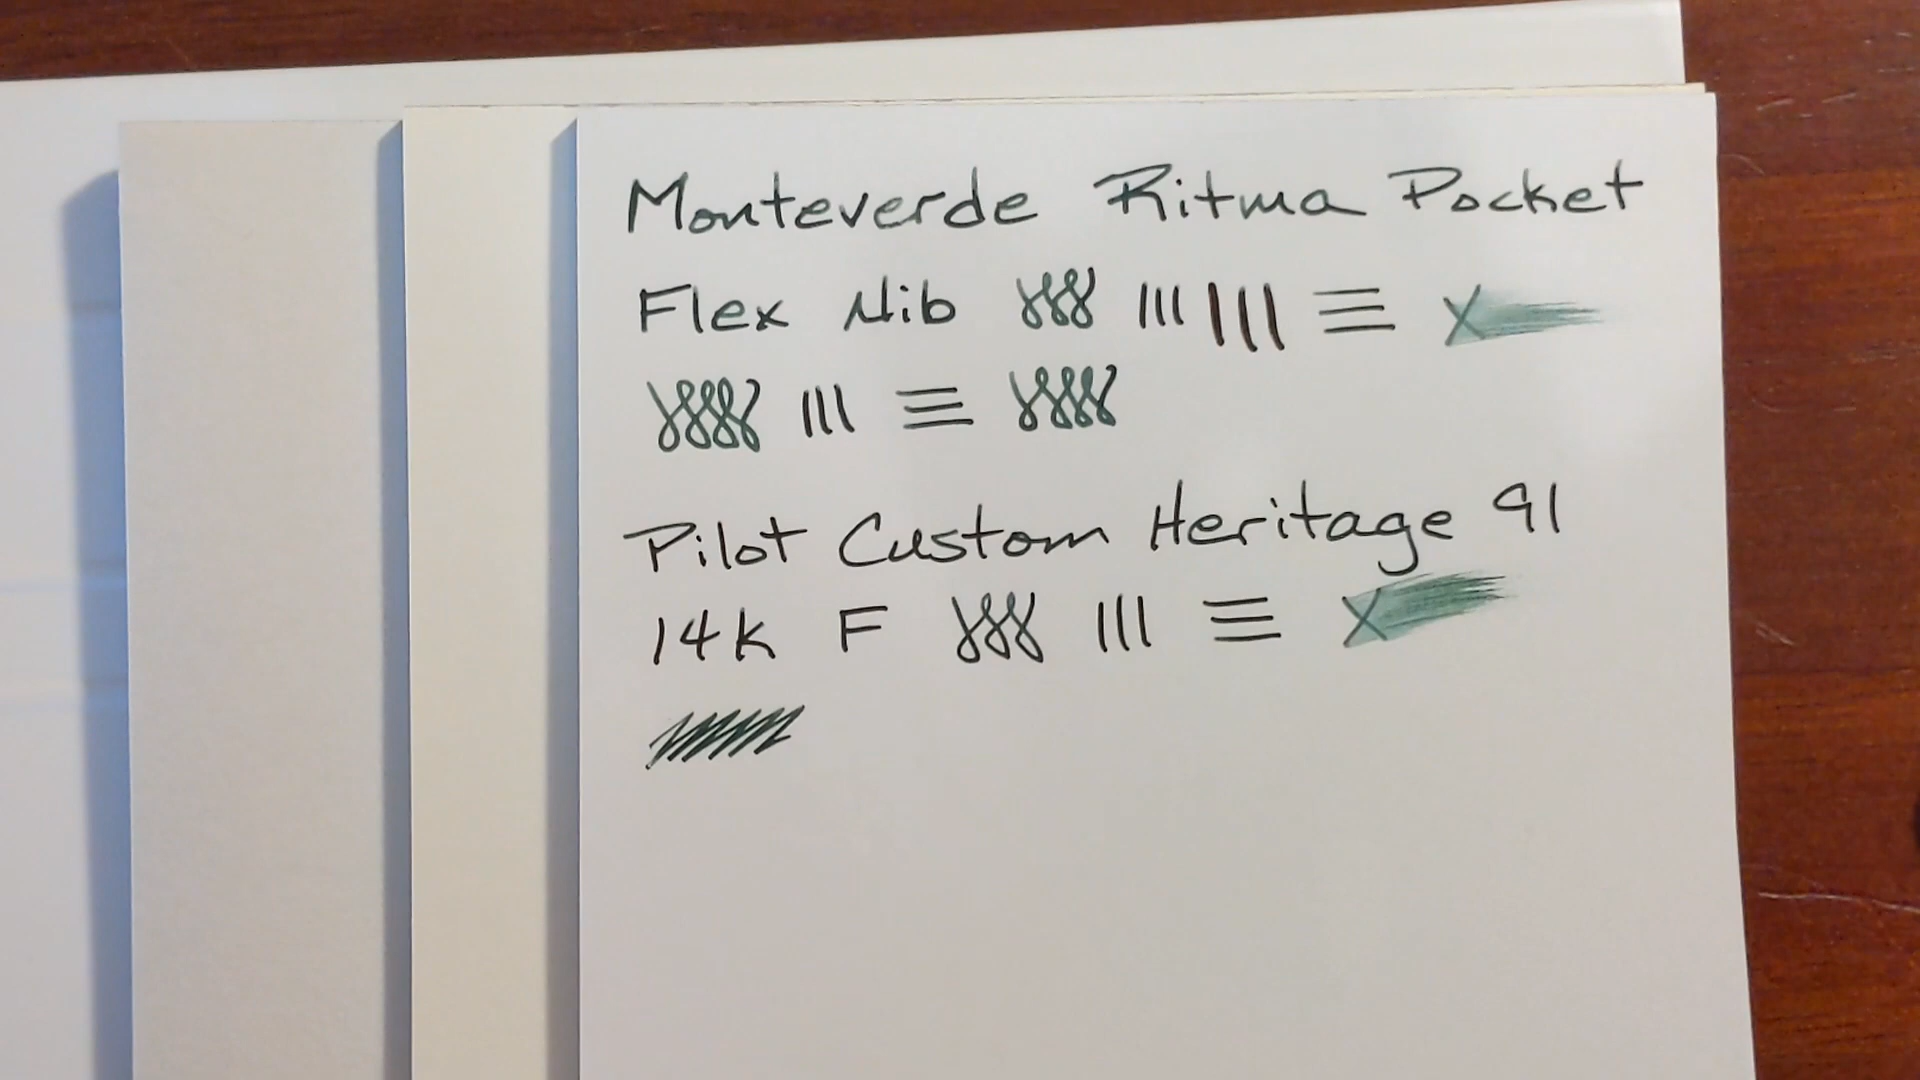 Monteverde Ritma Pocket
Flex Nib X
Pilot Custom Heritage 91
14k F X